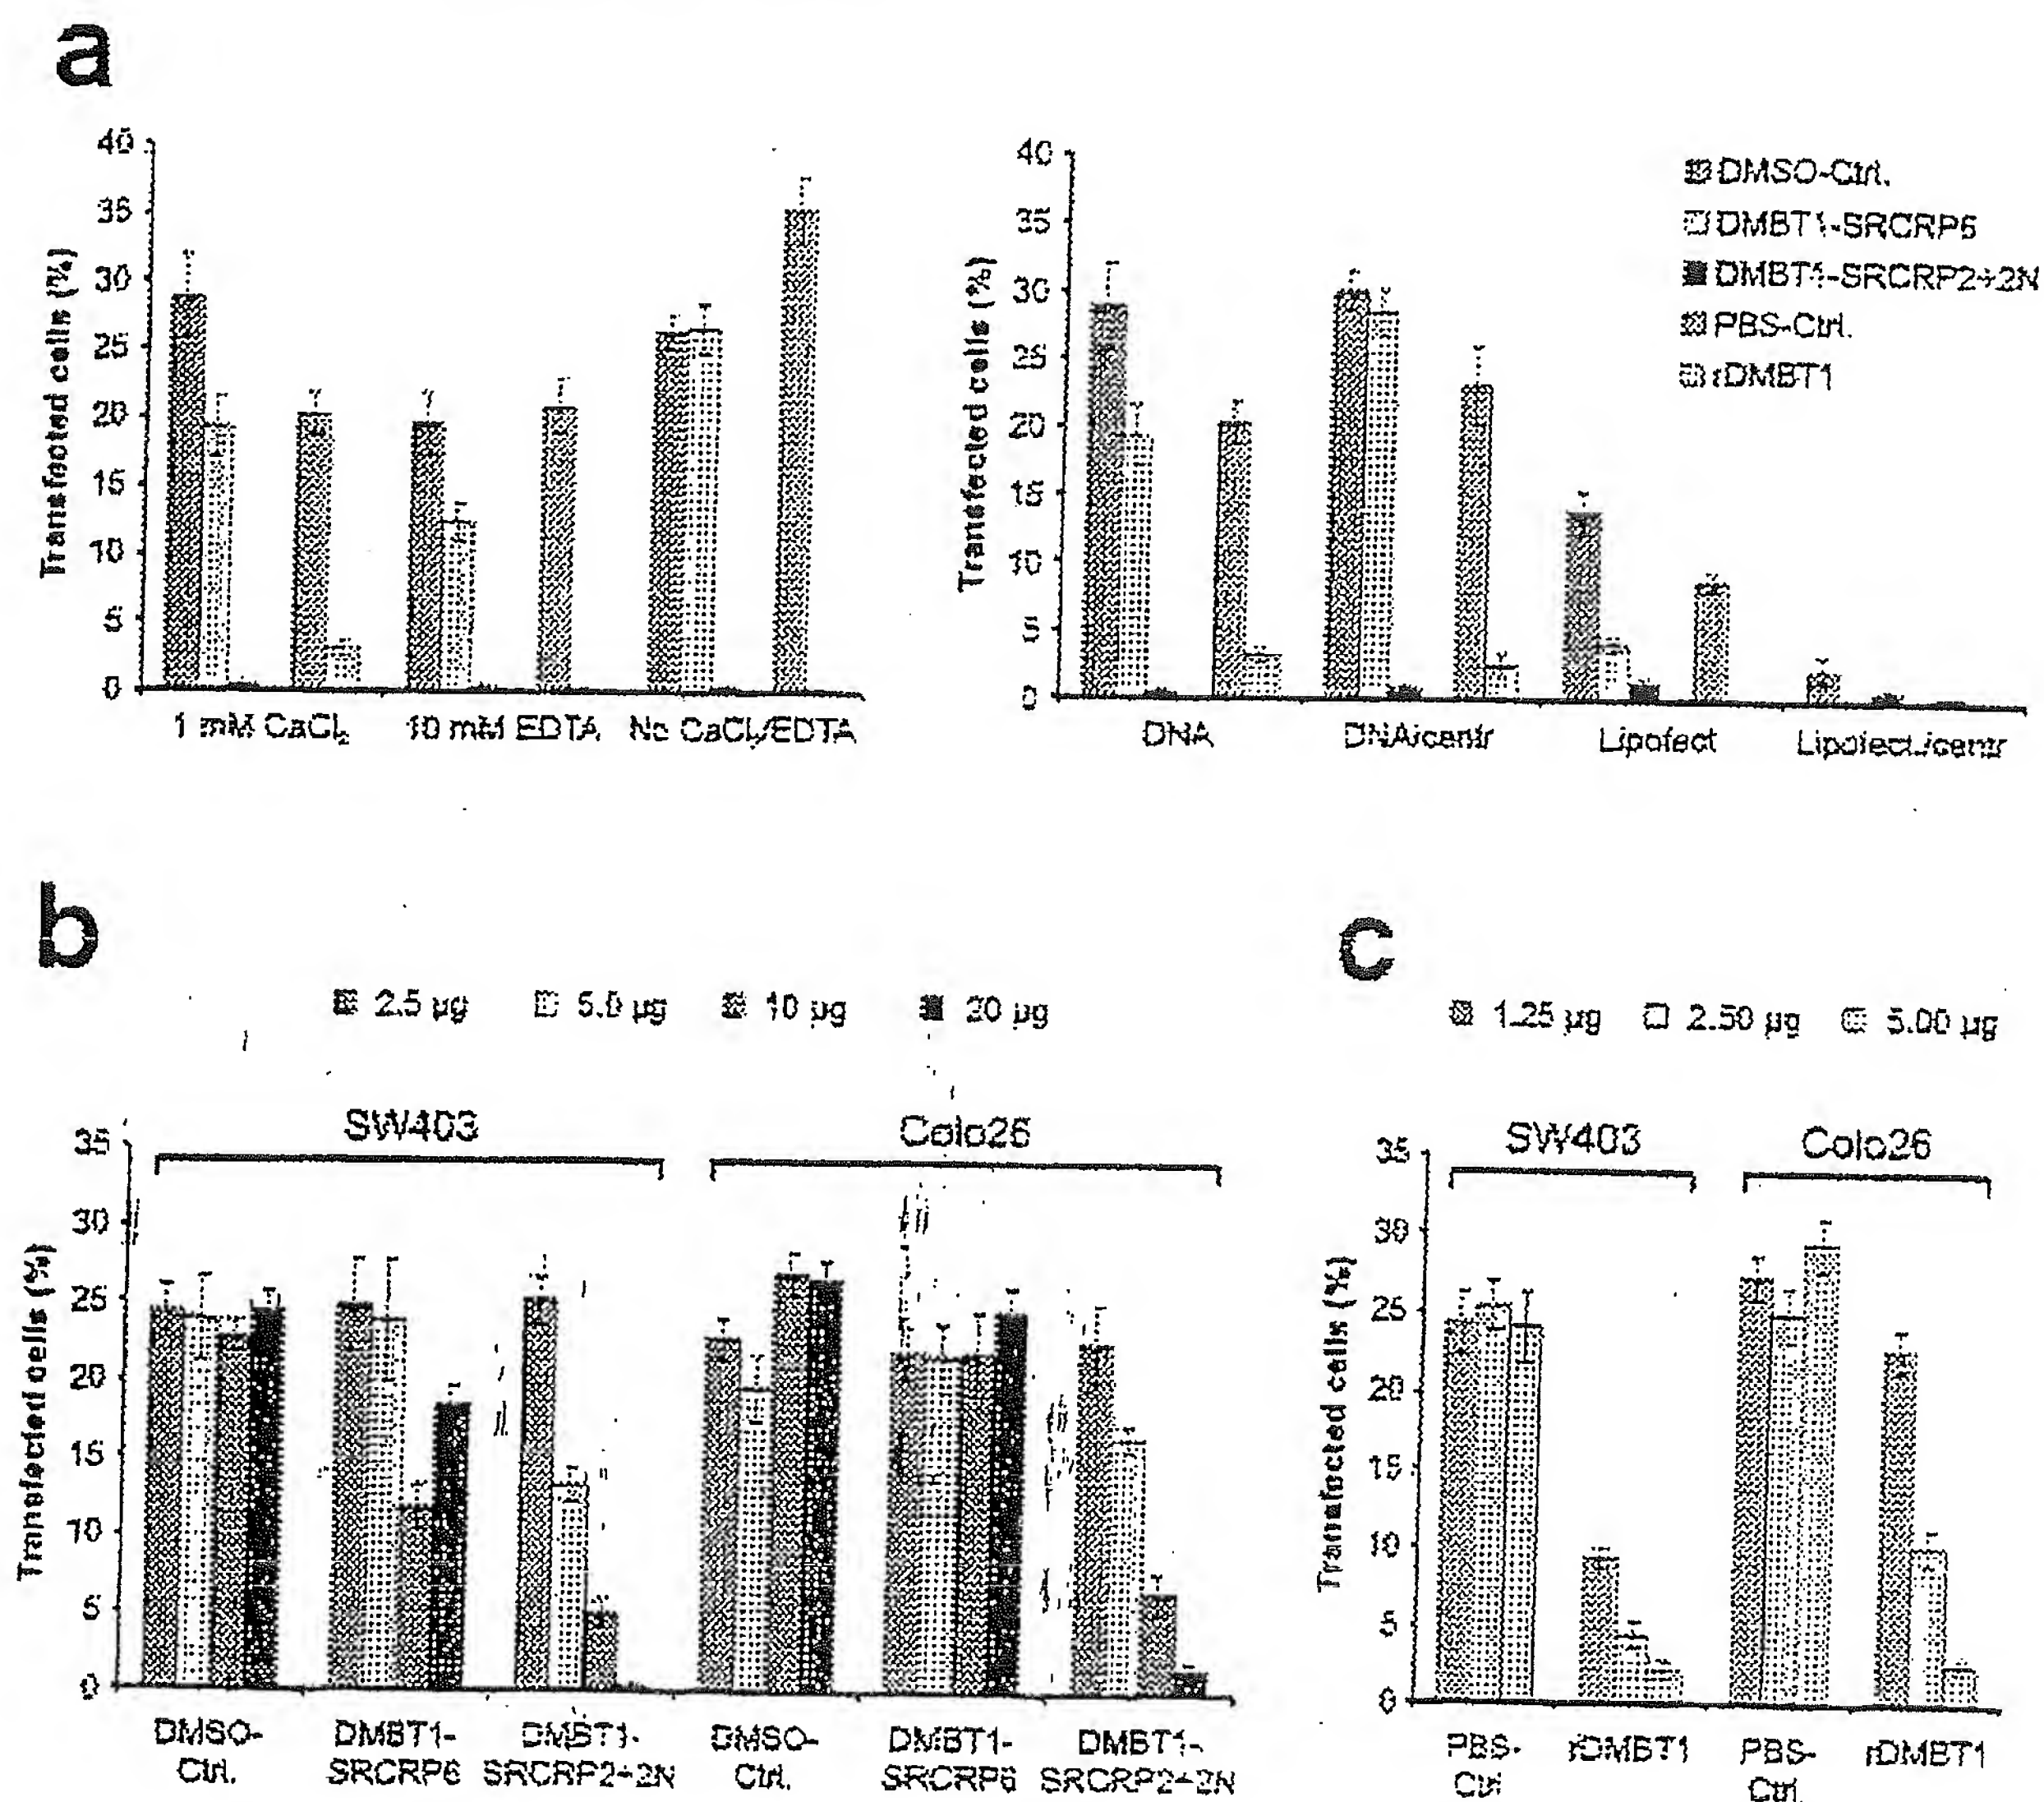 a
40
35
30
25
20
15
10
5
0
Transfected cells (%)
1 mM CaCl₂
10 mM EDTA
No CaCl₂/EDTA
40
35
30
25
20
15
10
5
0
Transfected cells (%)
DNA
DNA/centr
Lipofect
Lipofect./centr
DMSO-Ctrl.
DMBT1-SRCRP6
DMBT1-SRCRP2+2N
PBS-Ctrl.
rDMBT1
b
2.5 µg 5.0 µg 10 µg 20 µg
SW403 Colo26
35
30
25
20
15
10
5
0
Transfected cells (%)
DMSO- DMBT1- DMBT1- DMSO- DMBT1- DMBT1-
Ctrl. SRCRP6 SRCRP2+2N Ctrl. SRCRP6 SRCRP2+2N
c
1.25 µg 2.50 µg 5.00 µg
SW403 Colo26
35
30
25
20
15
10
5
0
Transfected cells (%)
PBS- rDMBT1 PBS- rDMBT1
Ctrl Ctrl.